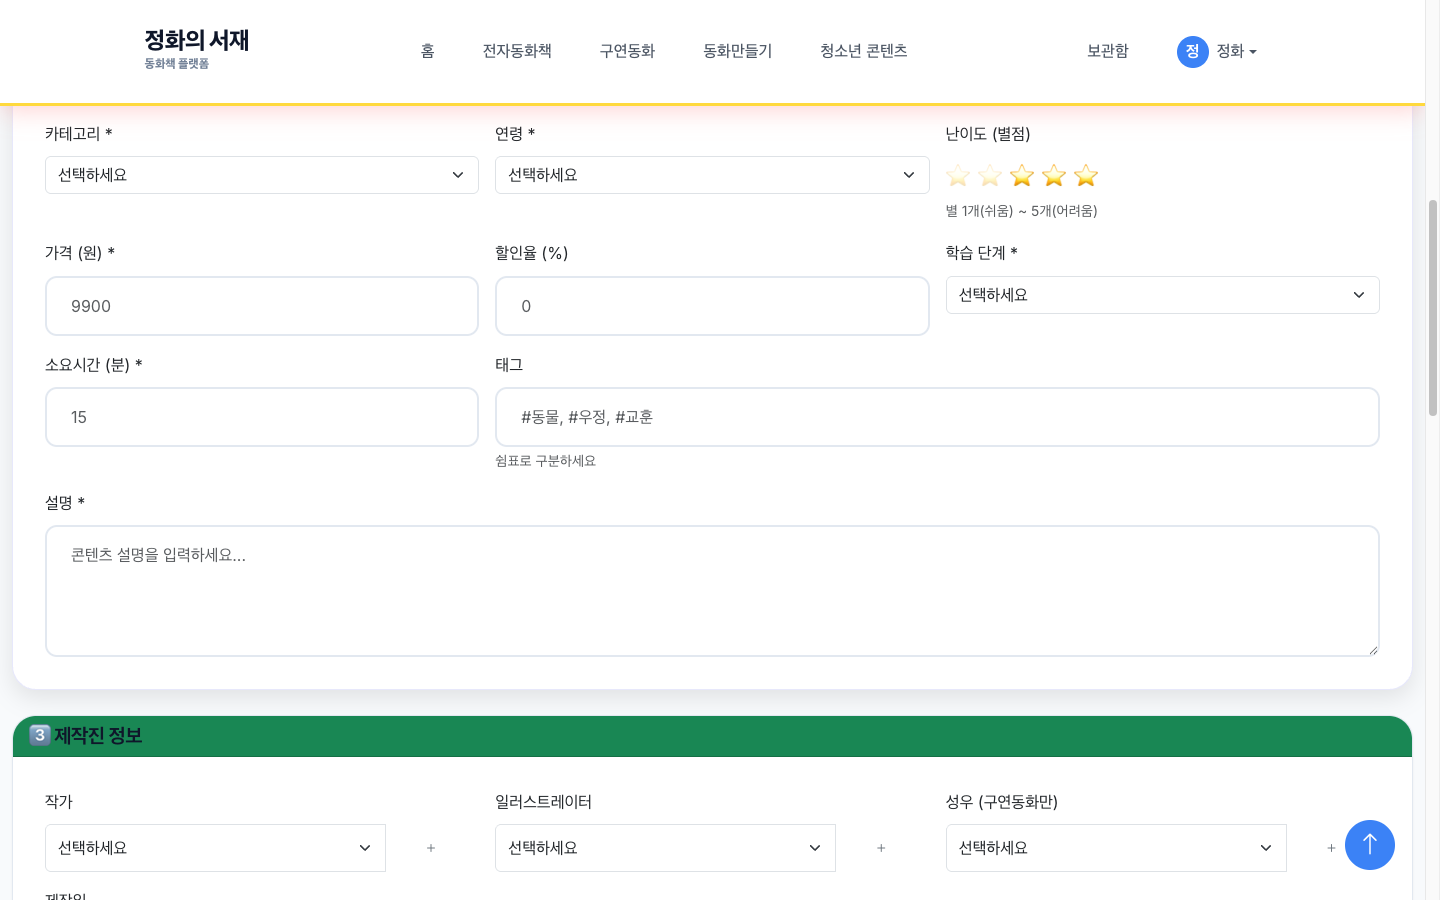 정화의 서재
동화책 플랫폼
홈
전자동화책
구연동화
동화만들기
청소년 콘텐츠
보관함
정
정화
카테고리 *
선택하세요
연령 *
선택하세요
난이도 (별점)
별 1개(쉬움) ~ 5개(어려움)
가격 (원) *
9900
할인율 (%)
0
학습 단계 *
선택하세요
소요시간 (분) *
15
태그
#동물, #우정, #교훈
쉼표로 구분하세요
설명 *
콘텐츠 설명을 입력하세요...
3 제작진 정보
작가
선택하세요
+
일러스트레이터
선택하세요
+
성우 (구연동화만)
선택하세요
+